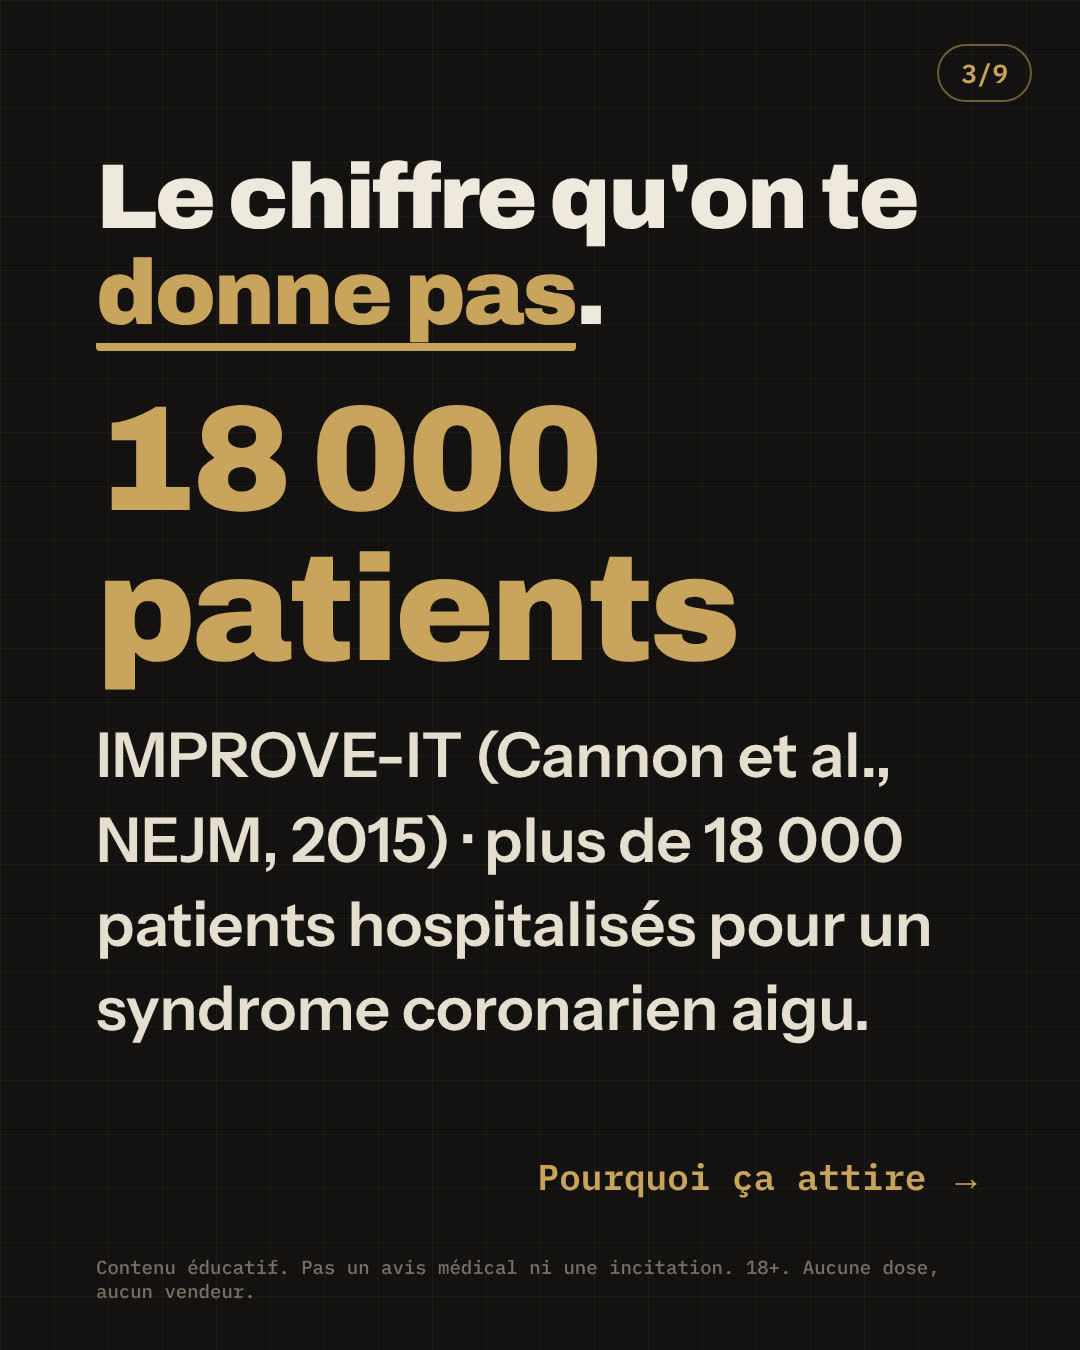 3/9
Le chiffre qu'on te
donne pas.
18 000
patients
IMPROVE-IT (Cannon et al.,
NEJM, 2015) · plus de 18 000
patients hospitalisés pour un
syndrome coronarien aigu.
Pourquoi ça attire →
Contenu éducatif. Pas un avis médical ni une incitation. 18+. Aucune dose,
aucun vendeur.